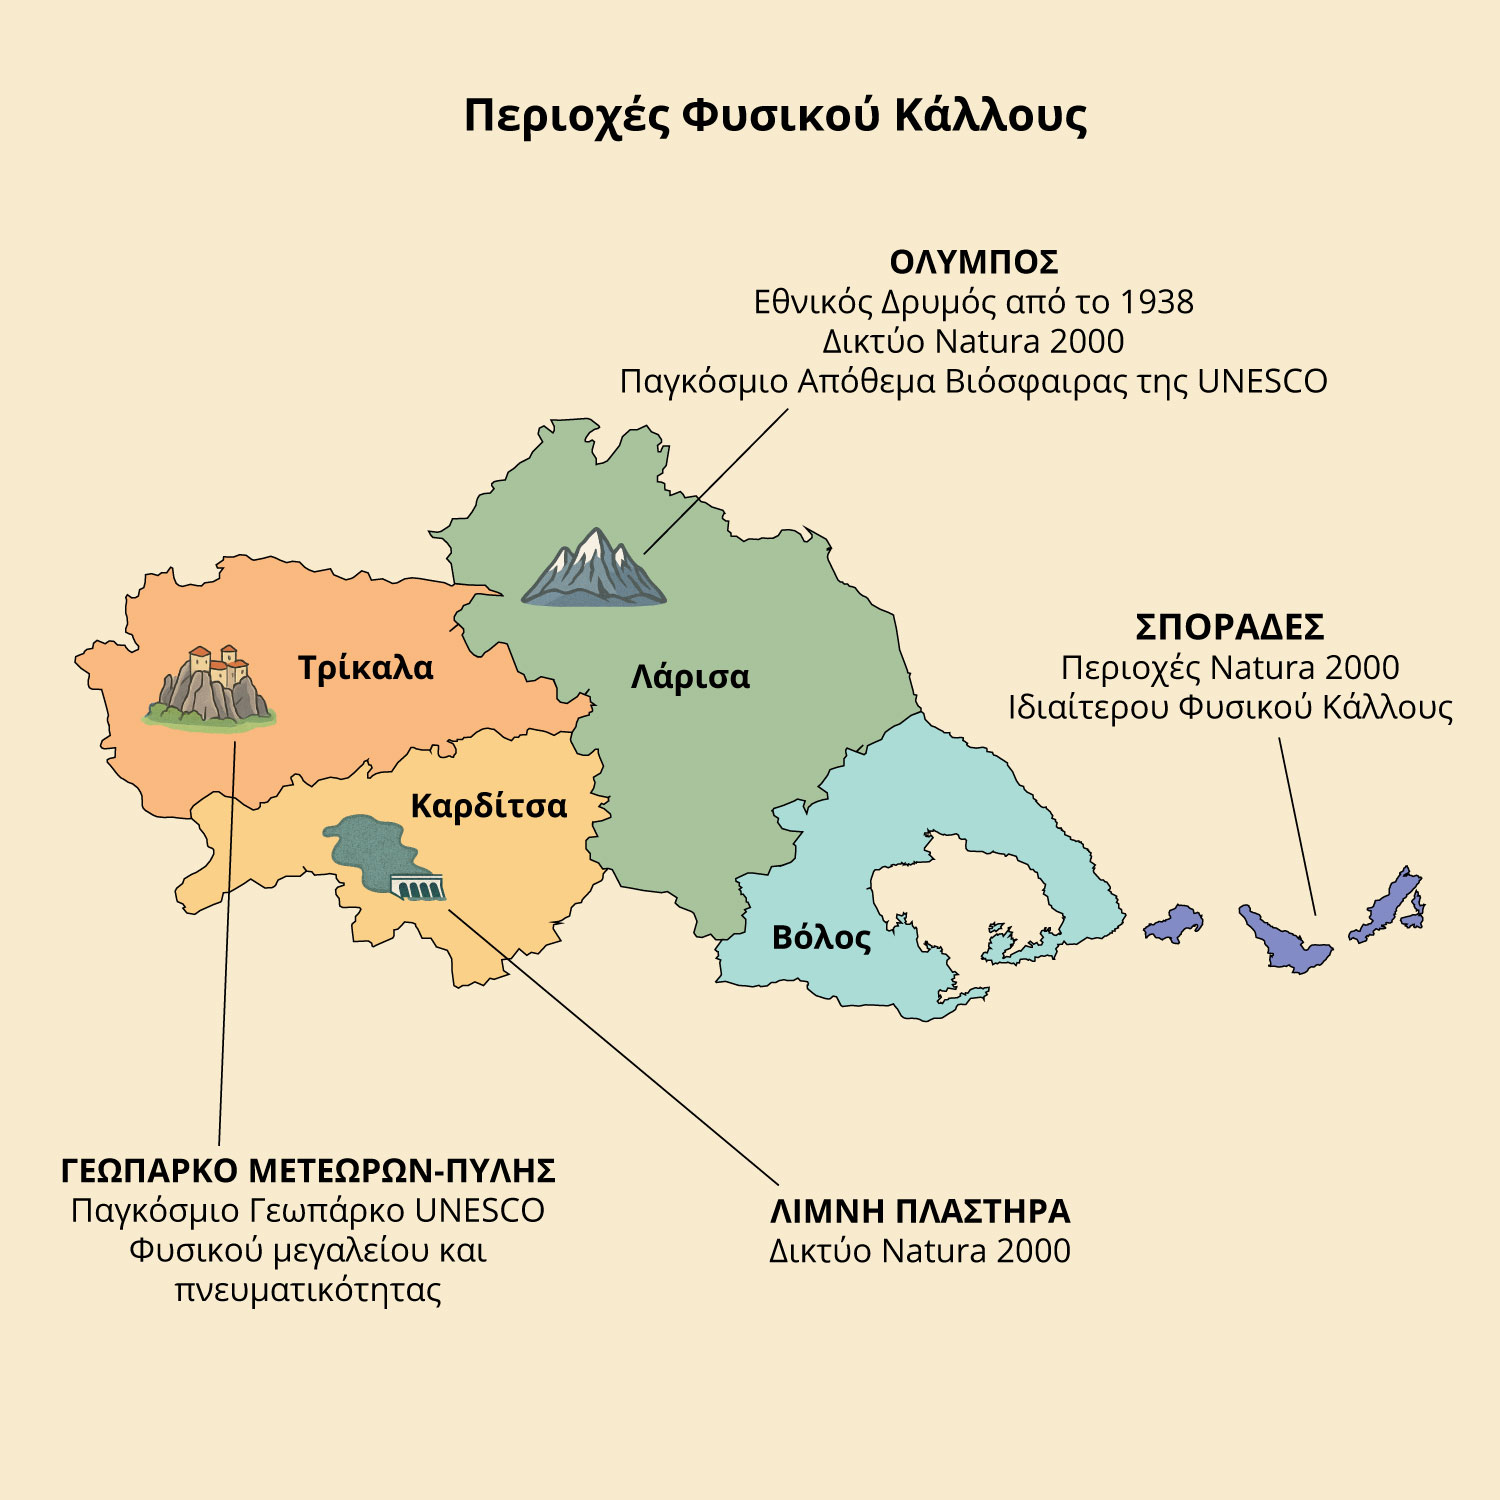 Περιοχές Φυσικού Κάλλους
ΟΛΥΜΠΟΣ
Εθνικός Δρυμός από το 1938
Δικτύο Natura 2000
Παγκόσμιο Απόθεμα Βιόσφαιρας της UNESCO
ΣΠΟΡΑΔΕΣ
Περιοχές Natura 2000
Ιδιαίτερου Φυσικού Κάλλους
Τρίκαλα
Λάρισα
Καρδίτσα
Βόλος
ΓΕΩΠΑΡΚΟ ΜΕΤΕΩΡΩΝ-ΠΥΛΗΣ
Παγκόσμιο Γεωπάρκο UNESCO
Φυσικού μεγαλείου και
πνευματικότητας
ΛΙΜΝΗ ΠΛΑΣΤΗΡΑ
Δικτύο Natura 2000